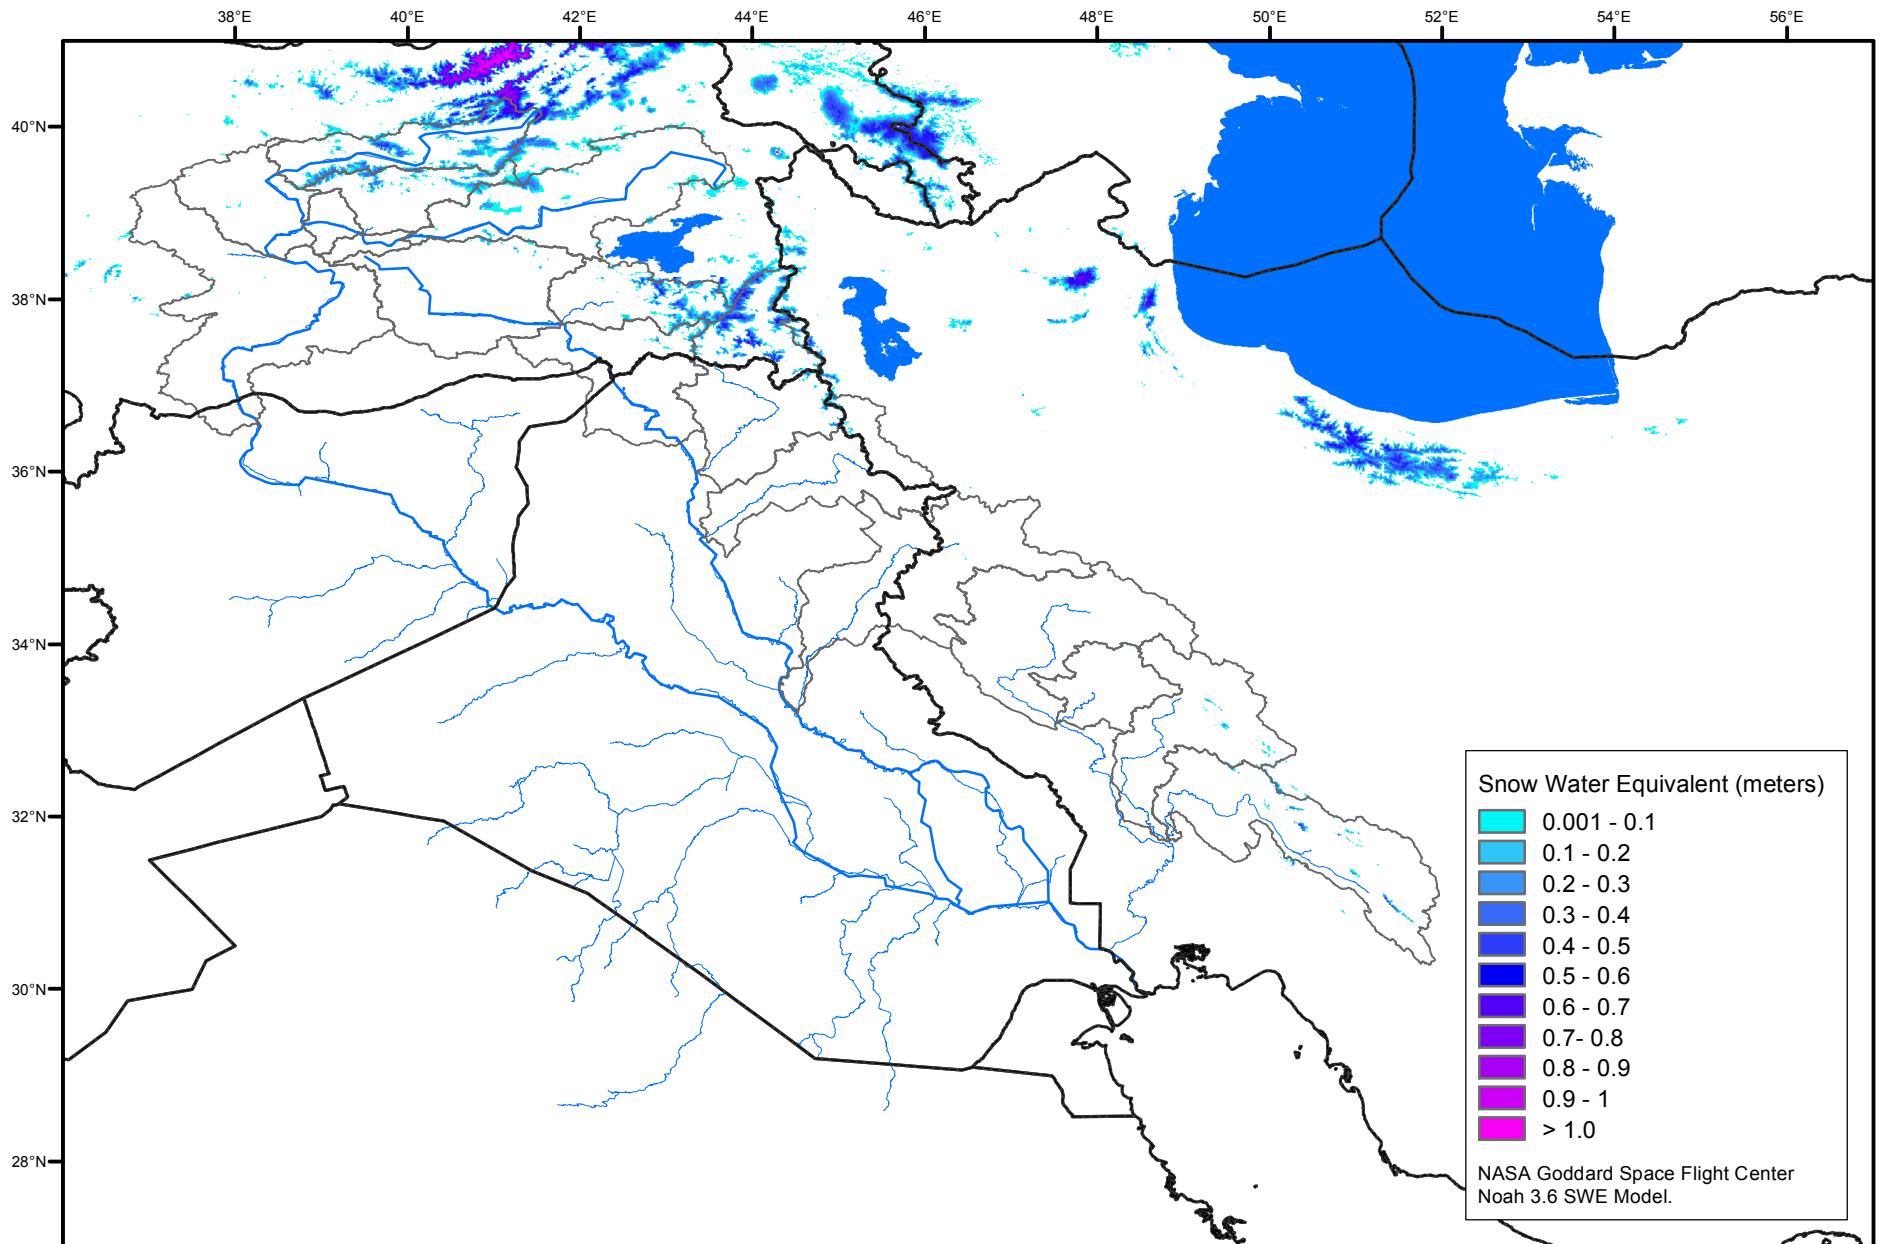 38°E 40°E 42°E 44°E 46°E 48°E 50°E 52°E 54°E 56°E
40°N
38°N
36°N
34°N
32°N
30°N
28°N
Snow Water Equivalent (meters)
0.001 - 0.1
0.1 - 0.2
0.2 - 0.3
0.3 - 0.4
0.4 - 0.5
0.5 - 0.6
0.6 - 0.7
0.7- 0.8
0.8 - 0.9
0.9 - 1
> 1.0
NASA Goddard Space Flight Center
Noah 3.6 SWE Model.